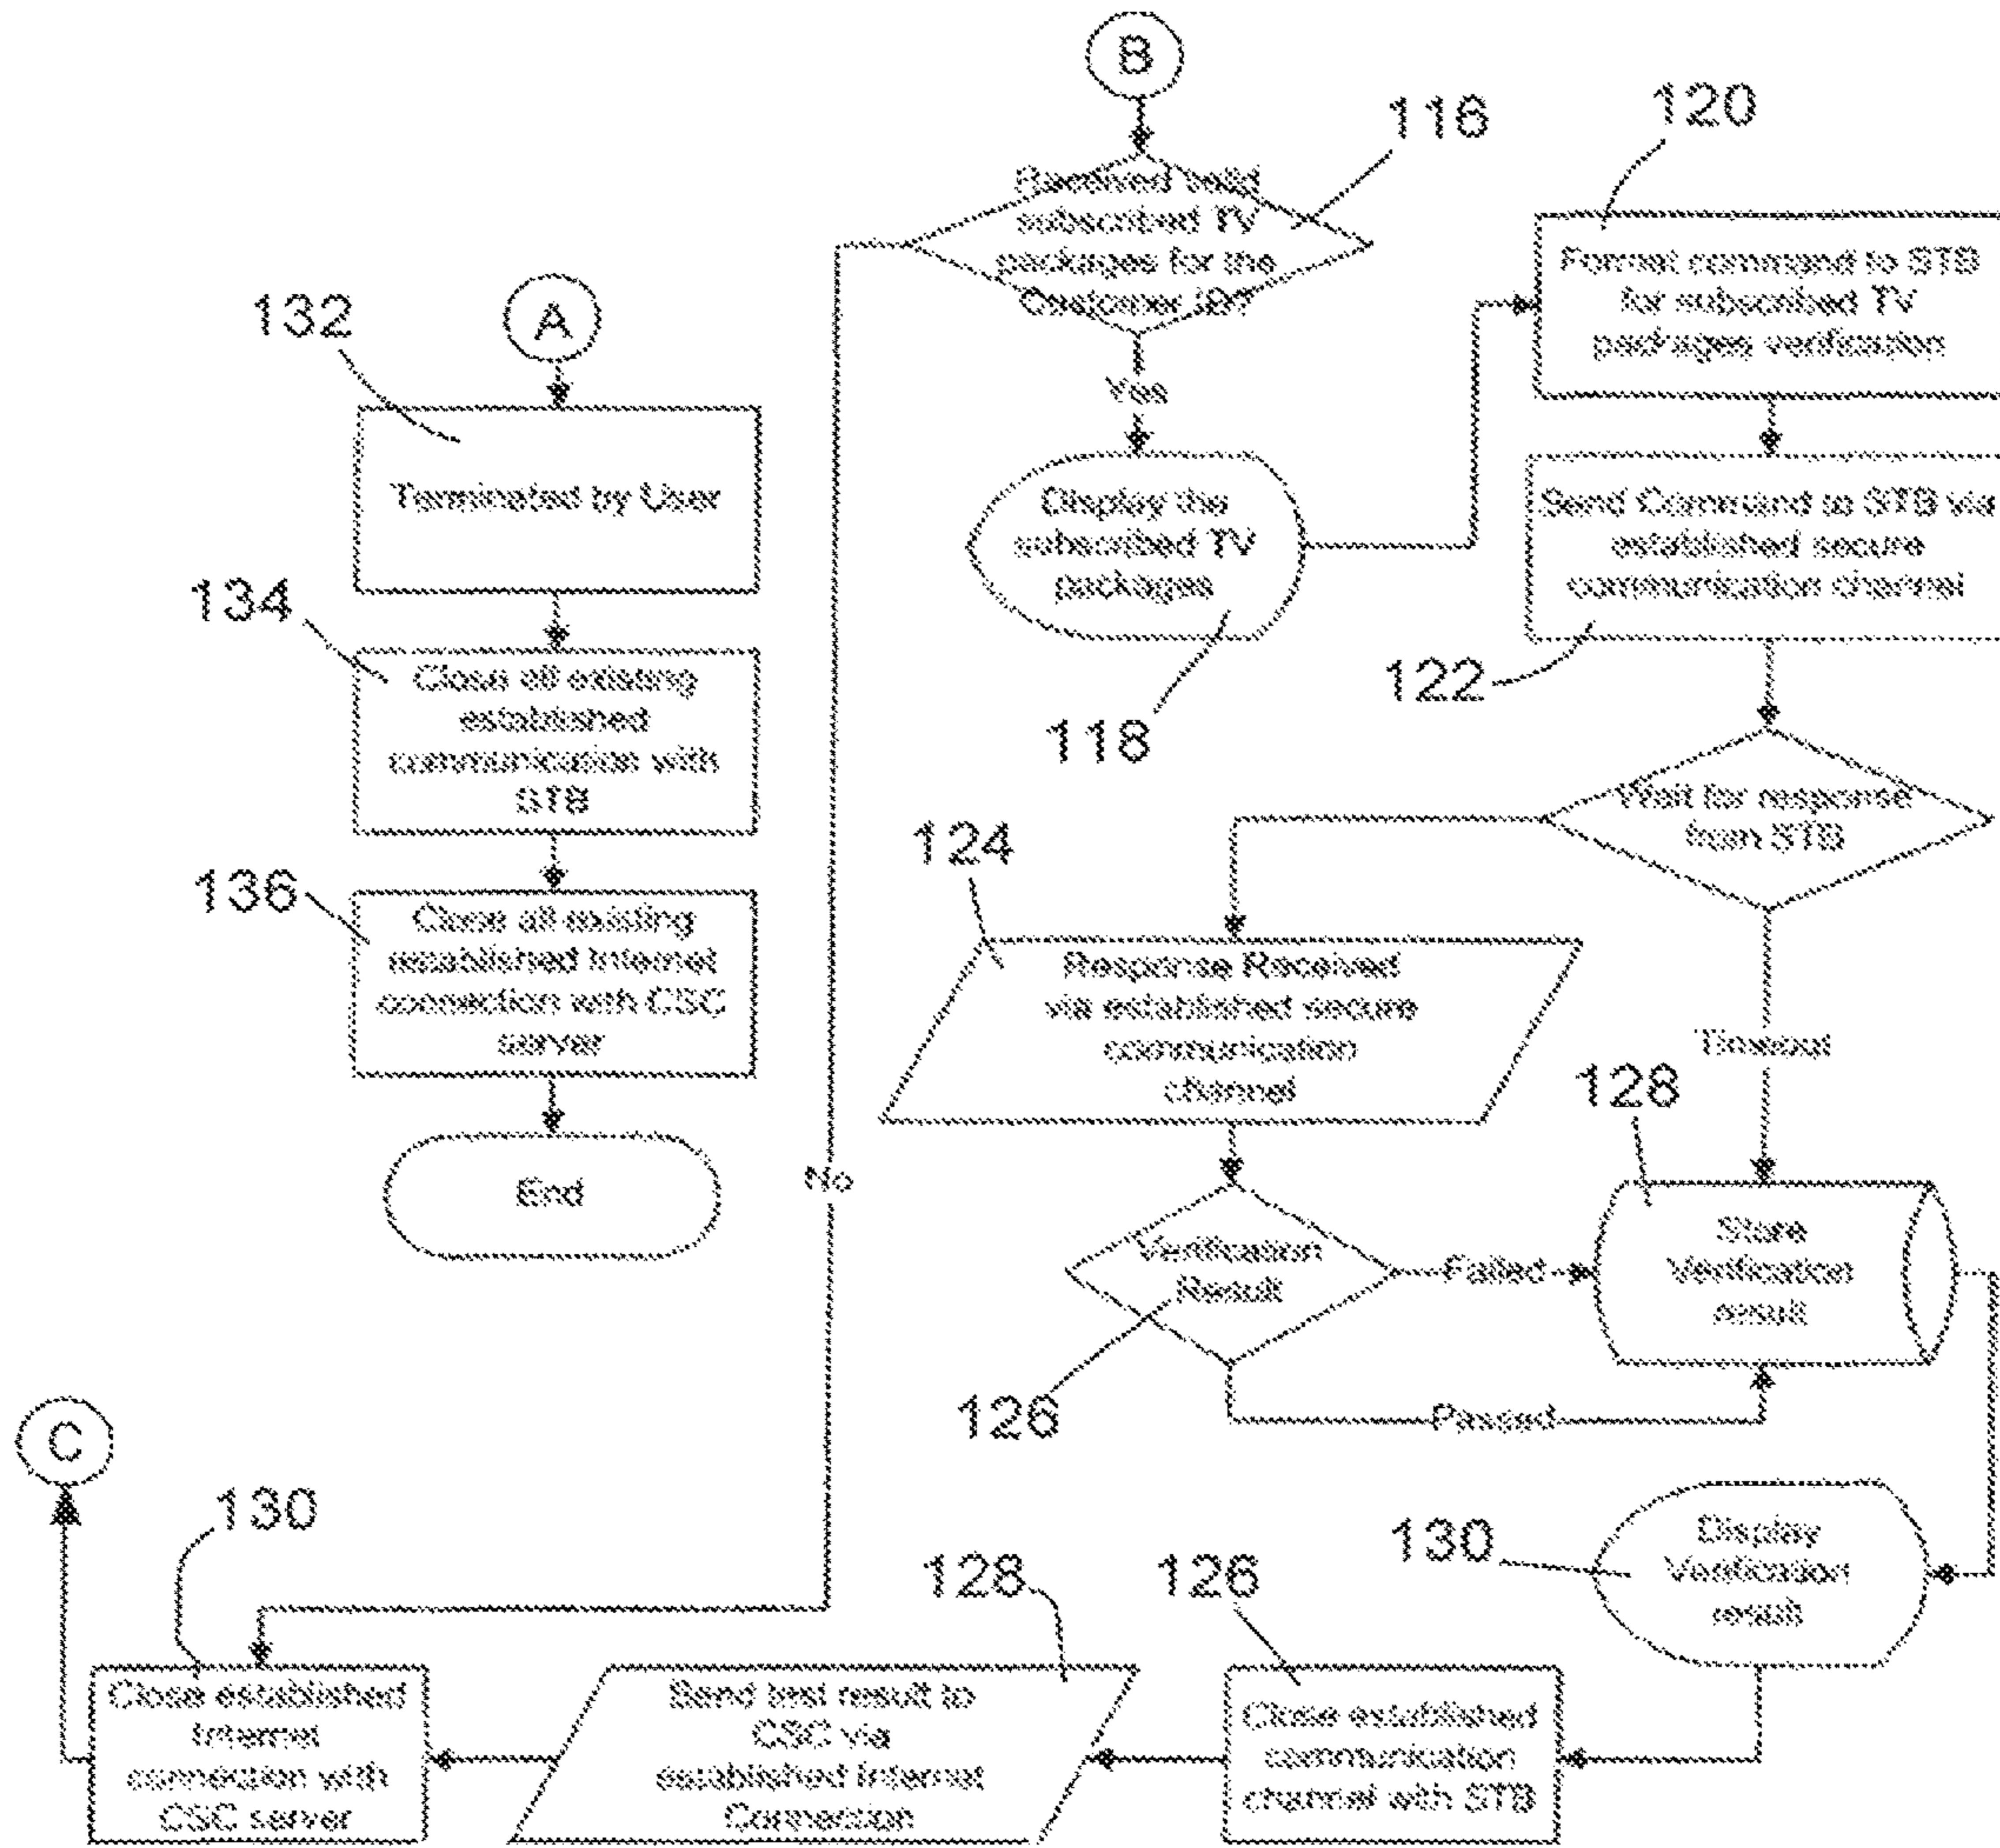 B
116
Received valid
subscribed TV
packages for the
Customer ID?
Yes
Display the
subscribed TV
packages
118
120
Format command to STB
for subscribed TV
packages verification
Send Command to STB via
established secure
communication channel
122
Wait for response
from STB
Timeout
124
Response Received
via established secure
communication
channel
Verification
Result
126
Failed
Passed
128
Store
Verification
result
130
Display
Verification
result
126
Close established
communication
channel with STB
128
Send test result to
CSC via
established Internet
Connection
No
130
Close established
Internet
connection with
CSC server
C
A
132
Terminated by User
134
Close all existing
established
communication with
STB
136
Close all existing
established Internet
connection with CSC
server
End